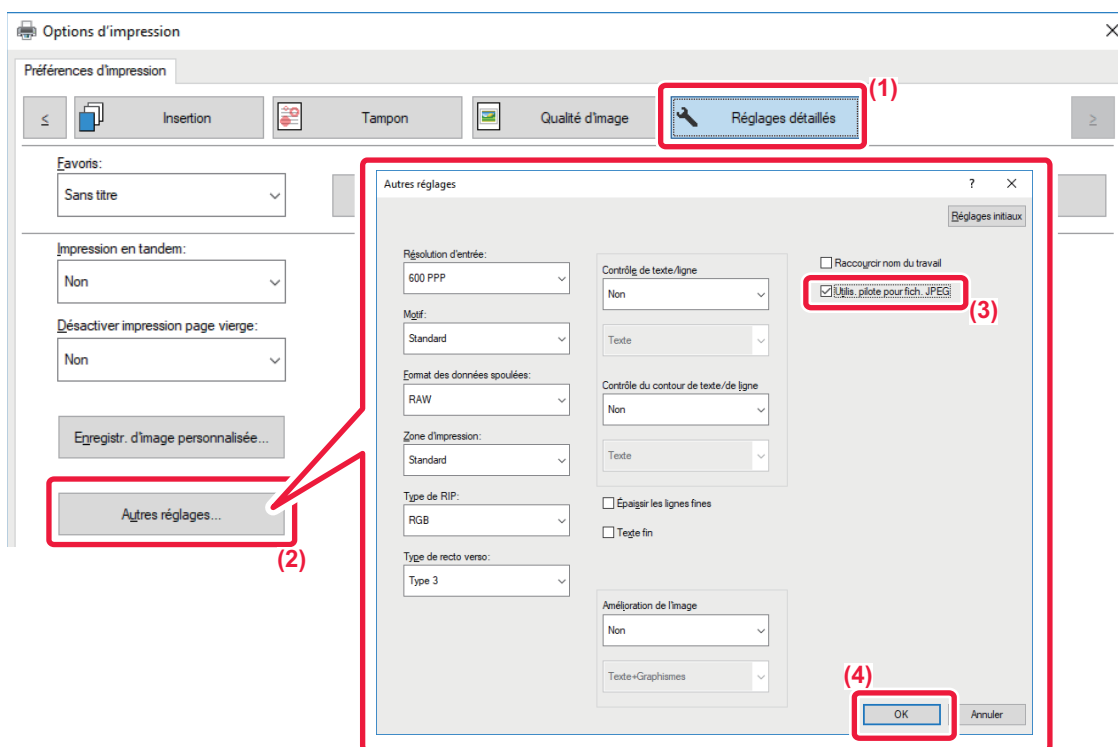 Options d'impression
Préférences d'impression
(1)
<
Insertion
Tampon
Qualité d'image
Réglages détaillés
>
Favoris:
Sans titre
Impression en tandem:
Non
Désactiver impression page vierge:
Non
Enregistr. d'image personnalisée...
Autres réglages...
(2)
Autres réglages
?
Réglages initiaux
Résolution d'entrée:
600 PPP
Motif:
Standard
Format des données spoulées:
RAW
Zone d'impression:
Standard
Type de RIP:
RGB
Type de recto verso:
Type 3
Contrôle de texte/ligne
Non
Texte
Contrôle du contour de texte/de ligne
Non
Texte
Épaissir les lignes fines
Texte fin
Amélioration de l'image
Non
Texte+Graphismes
Raccourcir nom du travail
Utilis. pilote pour fich. JPEG
(3)
(4)
OK
Annuler